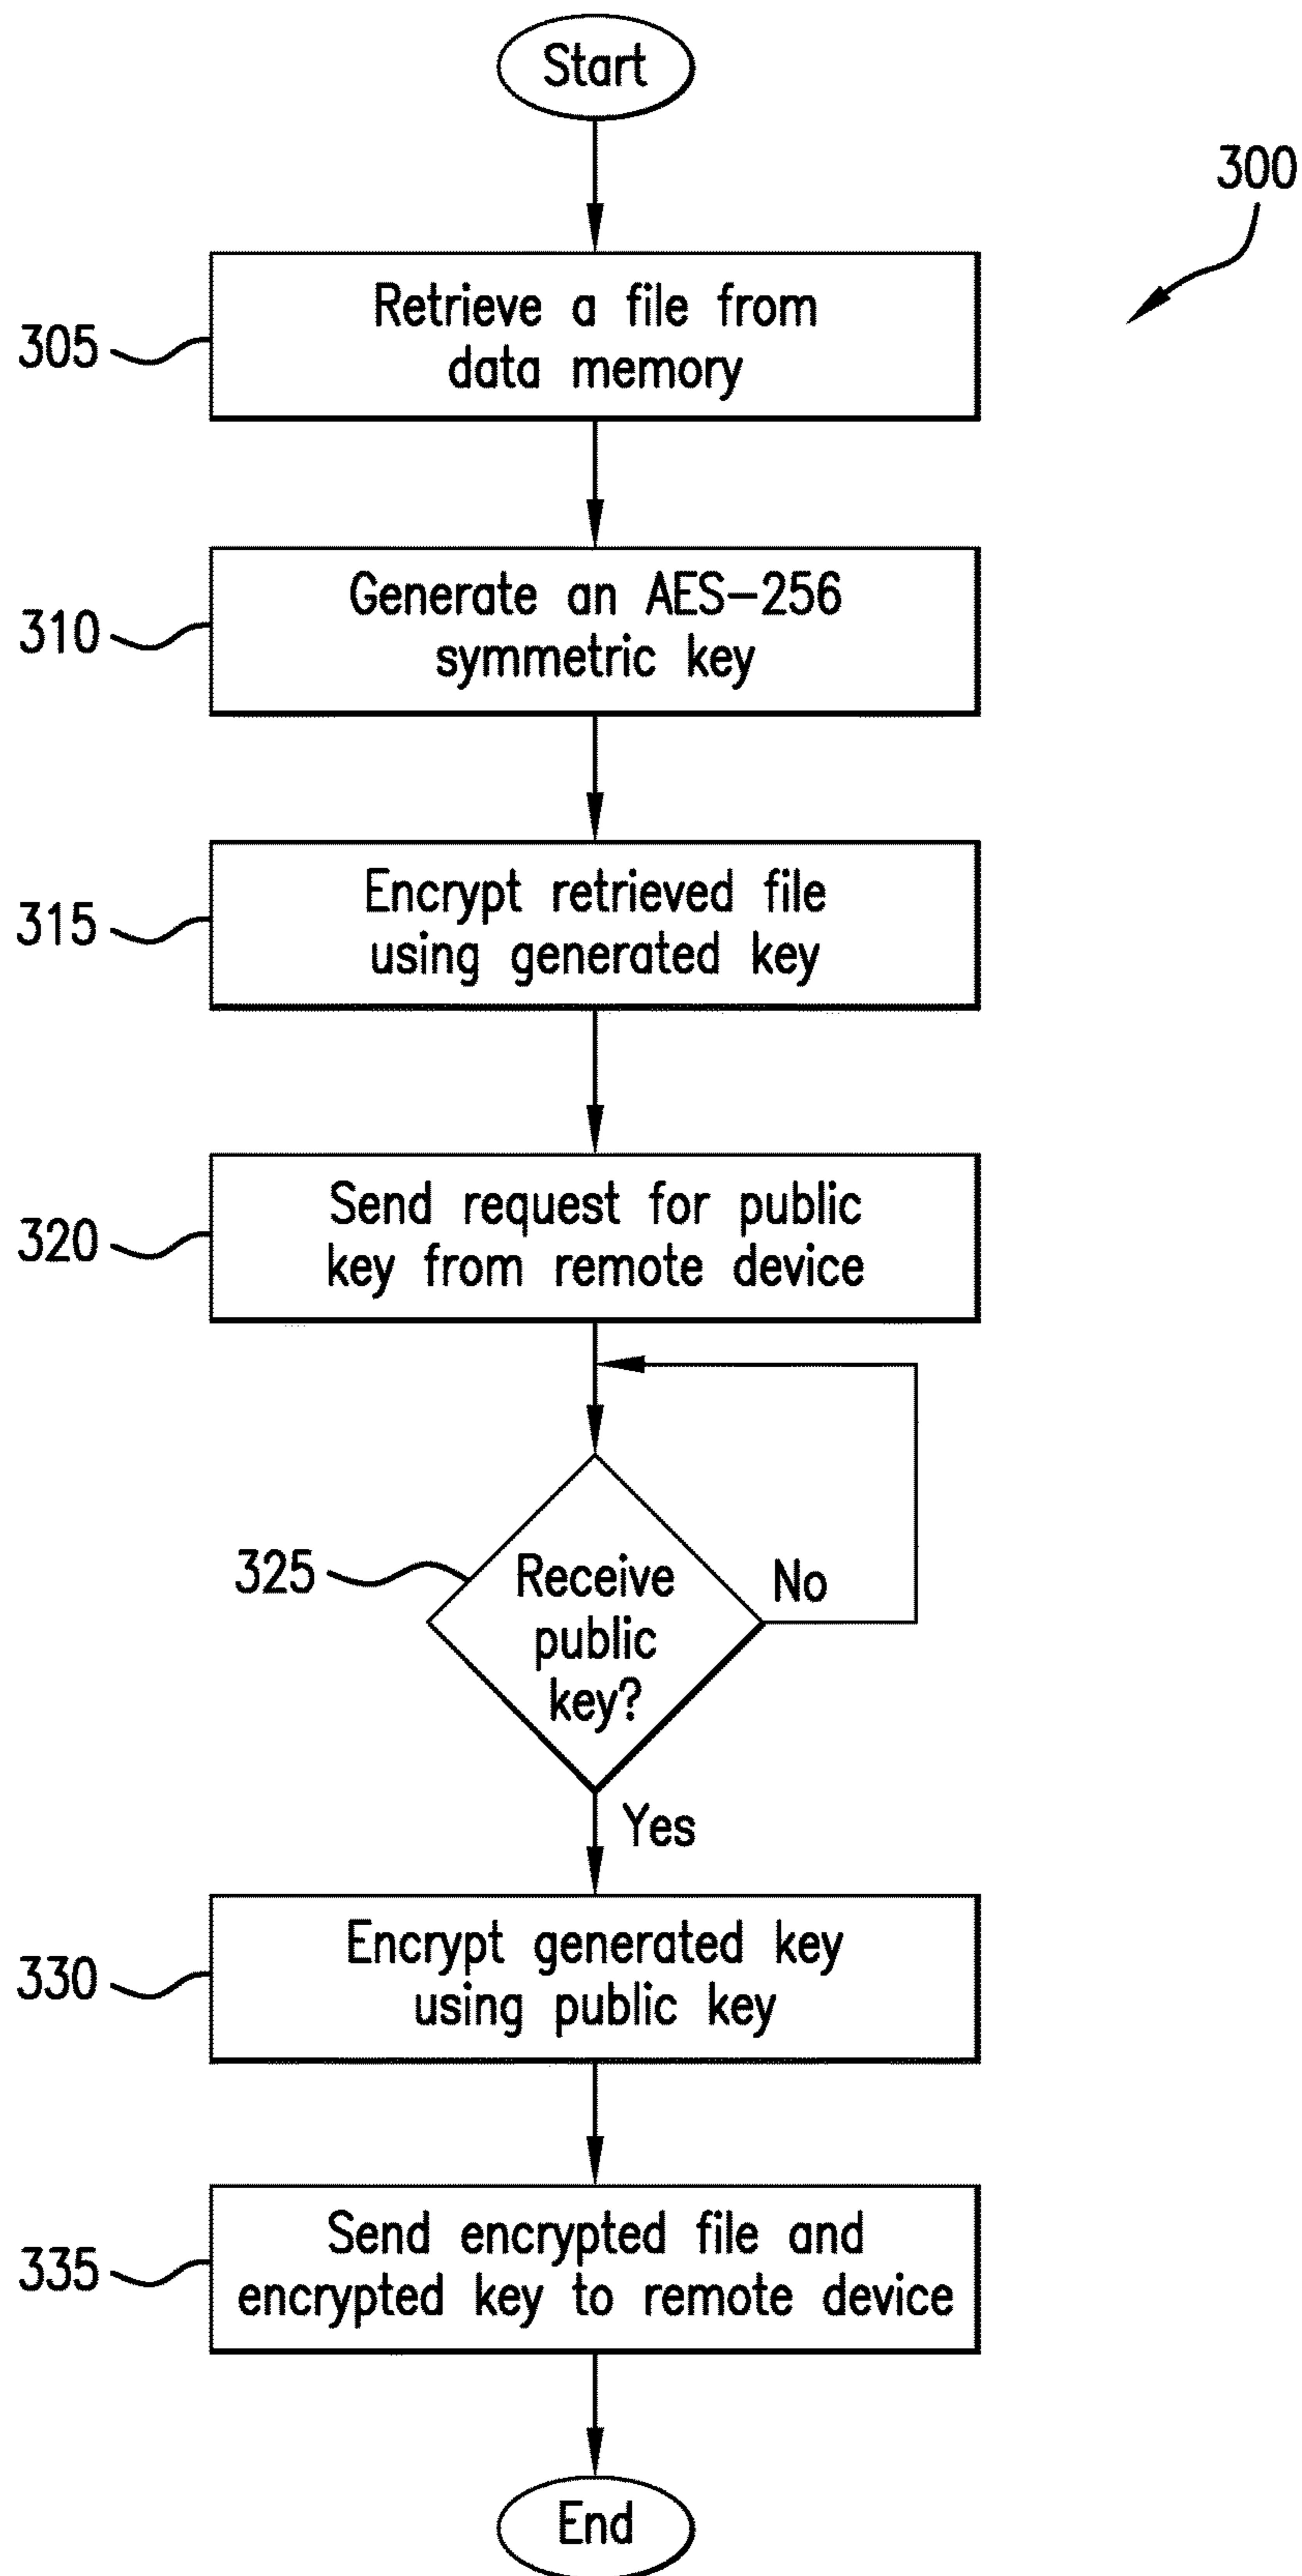 Start
300
305
Retrieve a file from
data memory
310
Generate an AES-256
symmetric key
315
Encrypt retrieved file
using generated key
320
Send request for public
key from remote device
325
Receive
public
key?
No
Yes
330
Encrypt generated key
using public key
335
Send encrypted file and
encrypted key to remote device
End